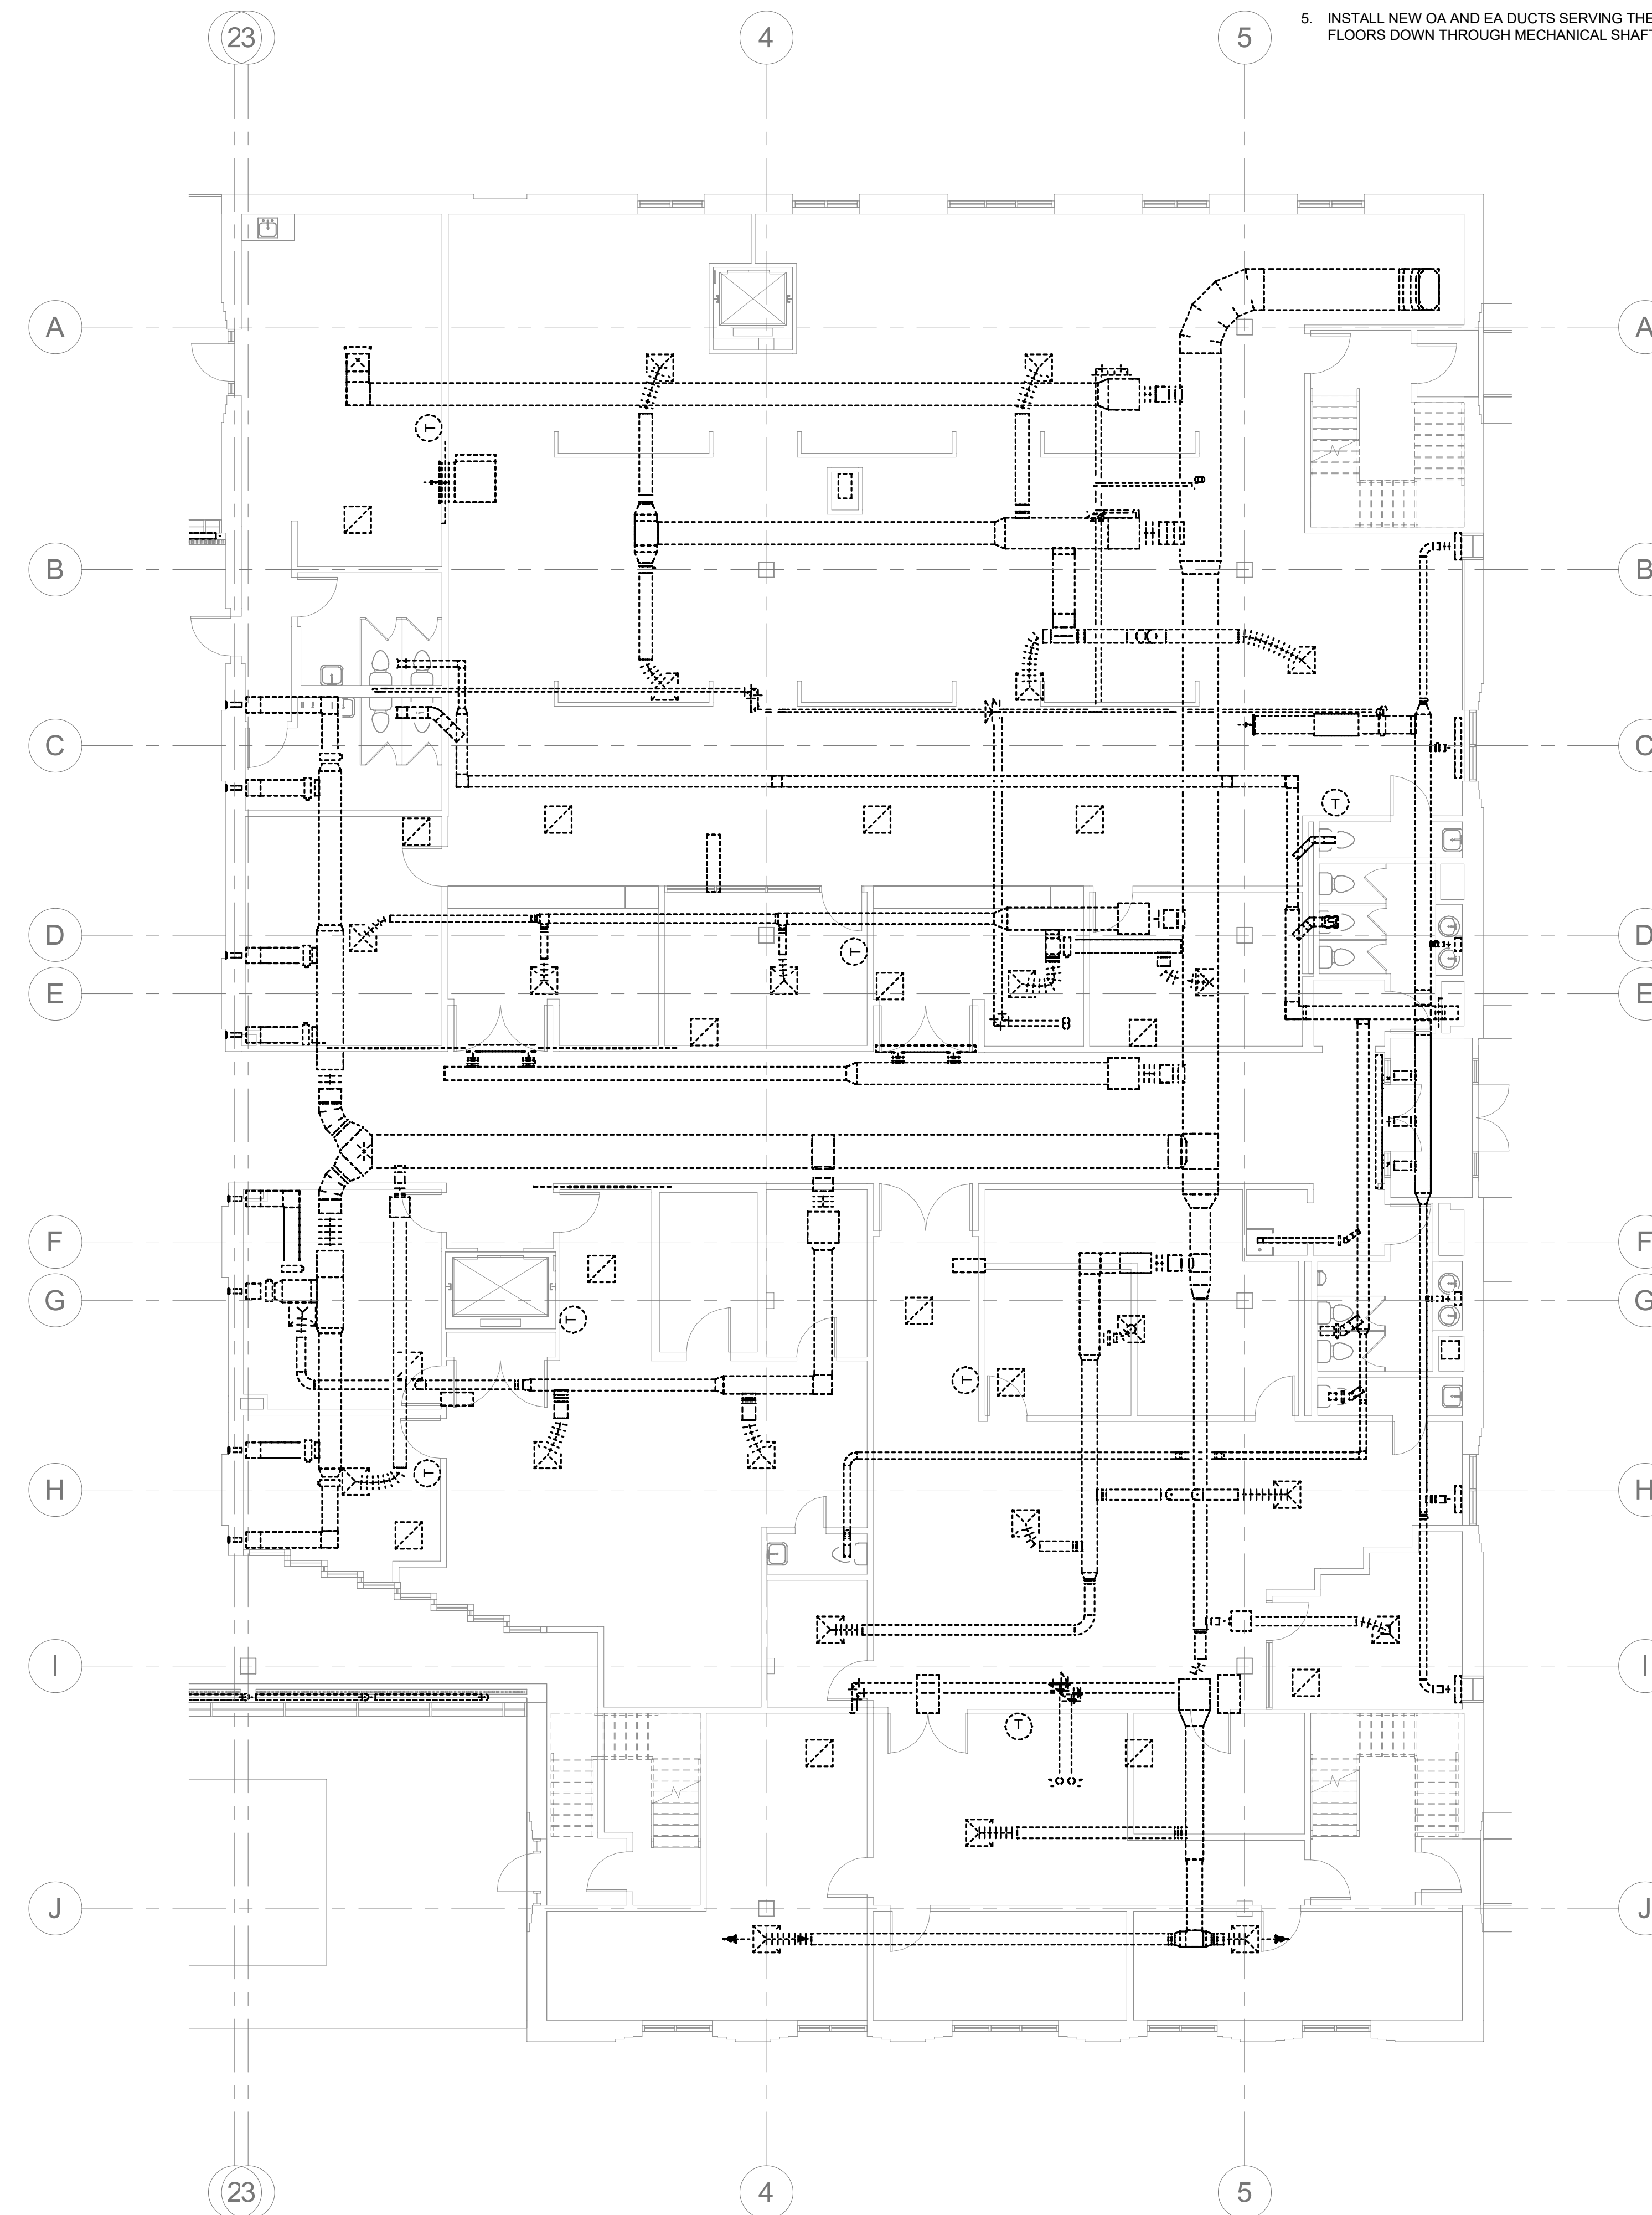 23
4
5
5. INSTALL NEW OA AND EA DUCTS SERVING THE
FLOORS DOWN THROUGH MECHANICAL SHAFT
A
A
T
B
B
C
C
T
D
D
T
E
E
F
F
G
G
T
T
H
H
T
I
I
T
J
J
23
4
5